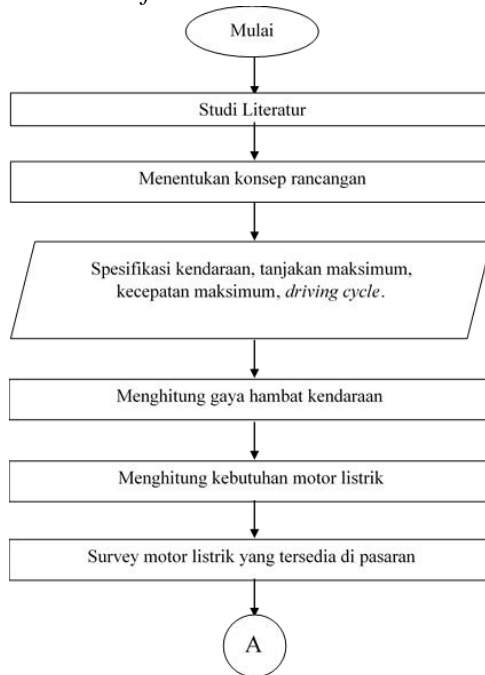 Mulai
Studi Literatur
Menentukan konsep rancangan
Spesifikasi kendaraan, tanjakan maksimum,
kecepatan maksimum, driving cycle.
Menghitung gaya hambat kendaraan
Menghitung kebutuhan motor listrik
Survey motor listrik yang tersedia di pasaran
A